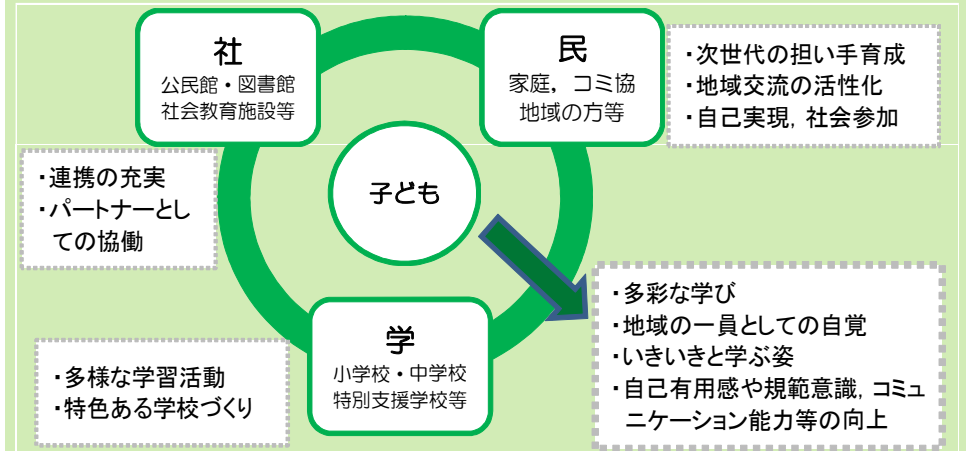 社
公民館・図書館
社会教育施設等
民
家庭，コミ協
地域の方等
・次世代の担い手育成
・地域交流の活性化
・自己実現，社会参加
・連携の充実
・パートナーとし
ての協働
子ども
学
小学校・中学校
特別支援学校等
・多様な学習活動
・特色ある学校づくり
・多彩な学び
・地域の一員としての自覚
・いきいきと学ぶ姿
・自己有用感や規範意識，コミュ
ニケーション能力等の向上